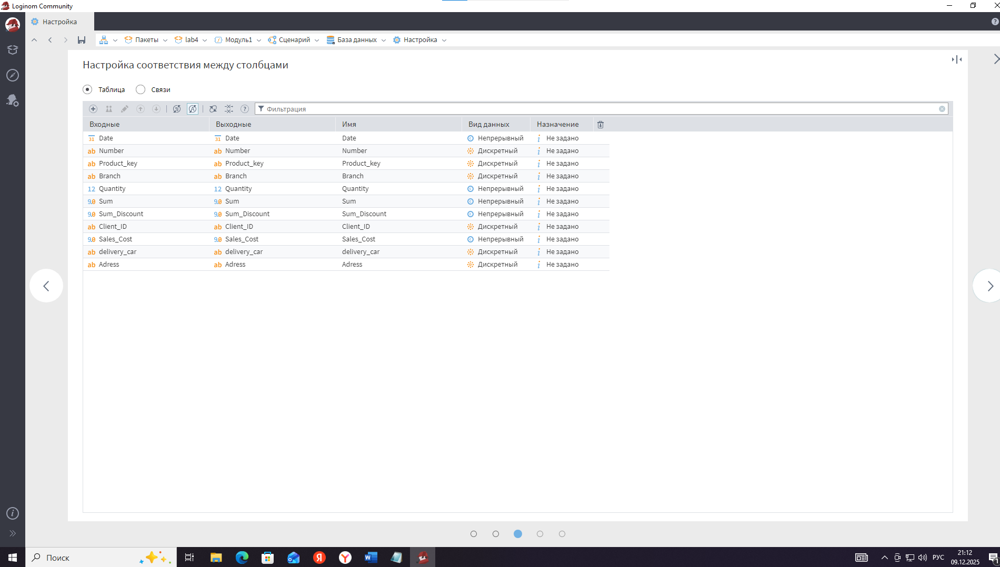 Loginom Community
Настройка
Пакеты lab4 Модуль1 Сценарий База данных Настройка
Настройка соответствия между столбцами
Таблица Связи
Фильтрация
Входные Выходные Имя Вид данных Назначение
31 Date 31 Date Date Непрерывный Не задано
ab Number ab Number Number Дискретный Не задано
ab Product_key ab Product_key Product_key Дискретный Не задано
ab Branch ab Branch Branch Дискретный Не задано
12 Quantity 12 Quantity Quantity Непрерывный Не задано
9.0 Sum 9.0 Sum Sum Непрерывный Не задано
9.0 Sum_Discount 9.0 Sum_Discount Sum_Discount Непрерывный Не задано
ab Client_ID ab Client_ID Client_ID Дискретный Не задано
9.0 Sales_Cost 9.0 Sales_Cost Sales_Cost Непрерывный Не задано
ab delivery_car ab delivery_car delivery_car Дискретный Не задано
ab Adress ab Adress Adress Дискретный Не задано
Поиск
РУС
21:12
09.12.2025